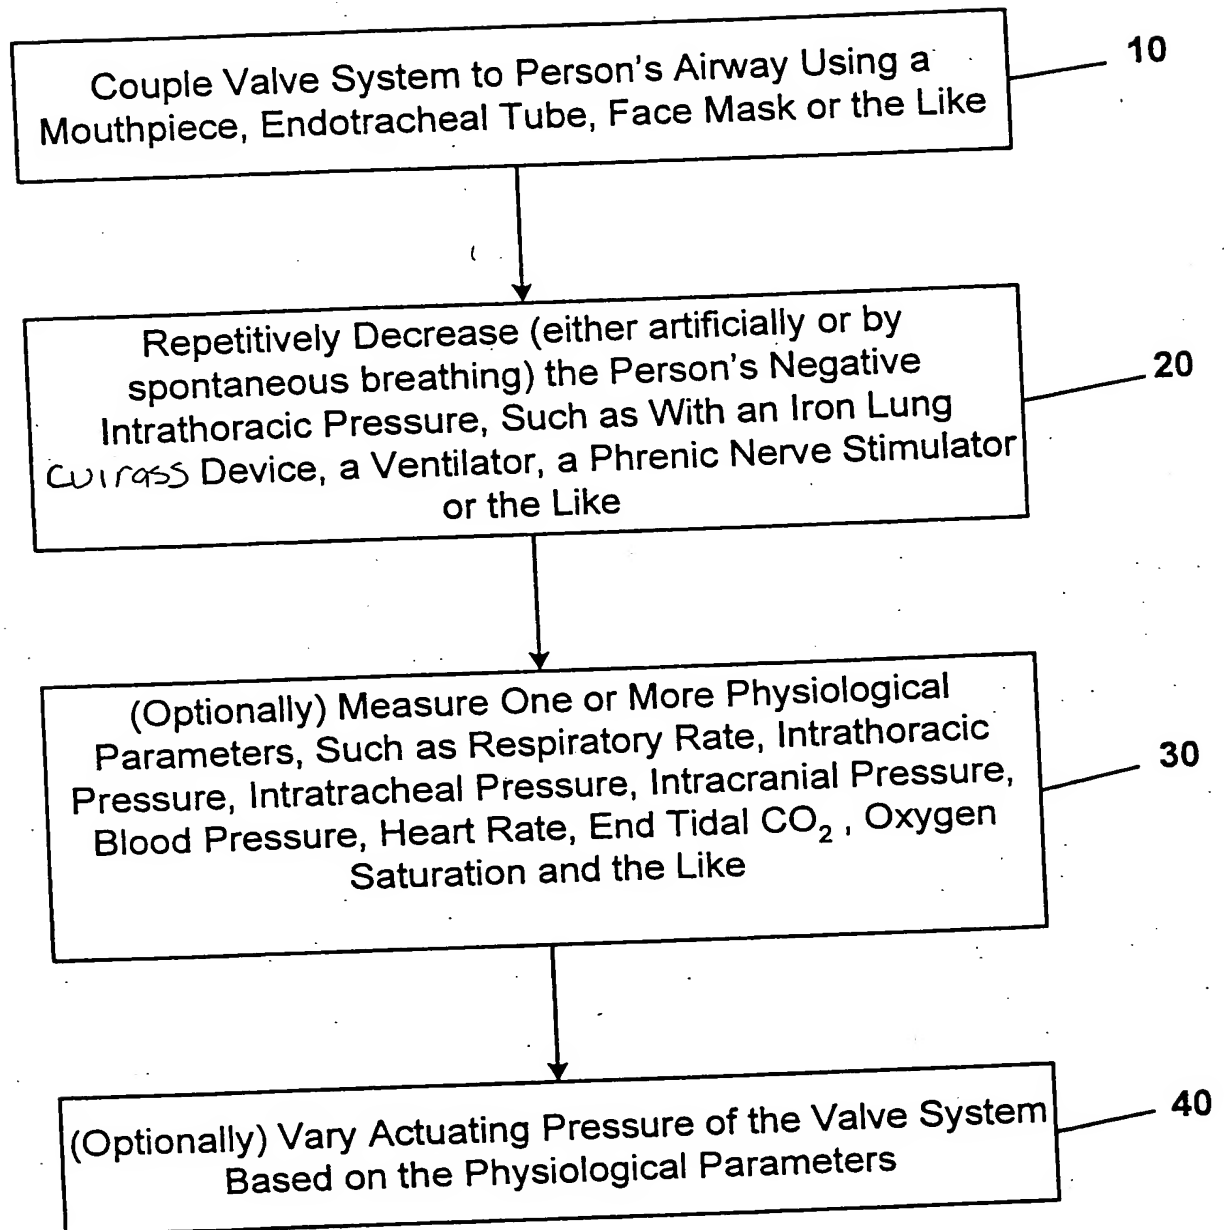 Couple Valve System to Person's Airway Using a
Mouthpiece, Endotracheal Tube, Face Mask or the Like
10
Repetitively Decrease (either artificially or by
spontaneous breathing) the Person's Negative
Intrathoracic Pressure, Such as With an Iron Lung
cuirass Device, a Ventilator, a Phrenic Nerve Stimulator
or the Like
20
(Optionally) Measure One or More Physiological
Parameters, Such as Respiratory Rate, Intrathoracic
Pressure, Intratracheal Pressure, Intracranial Pressure,
Blood Pressure, Heart Rate, End Tidal CO₂ , Oxygen
Saturation and the Like
30
(Optionally) Vary Actuating Pressure of the Valve System
Based on the Physiological Parameters
40